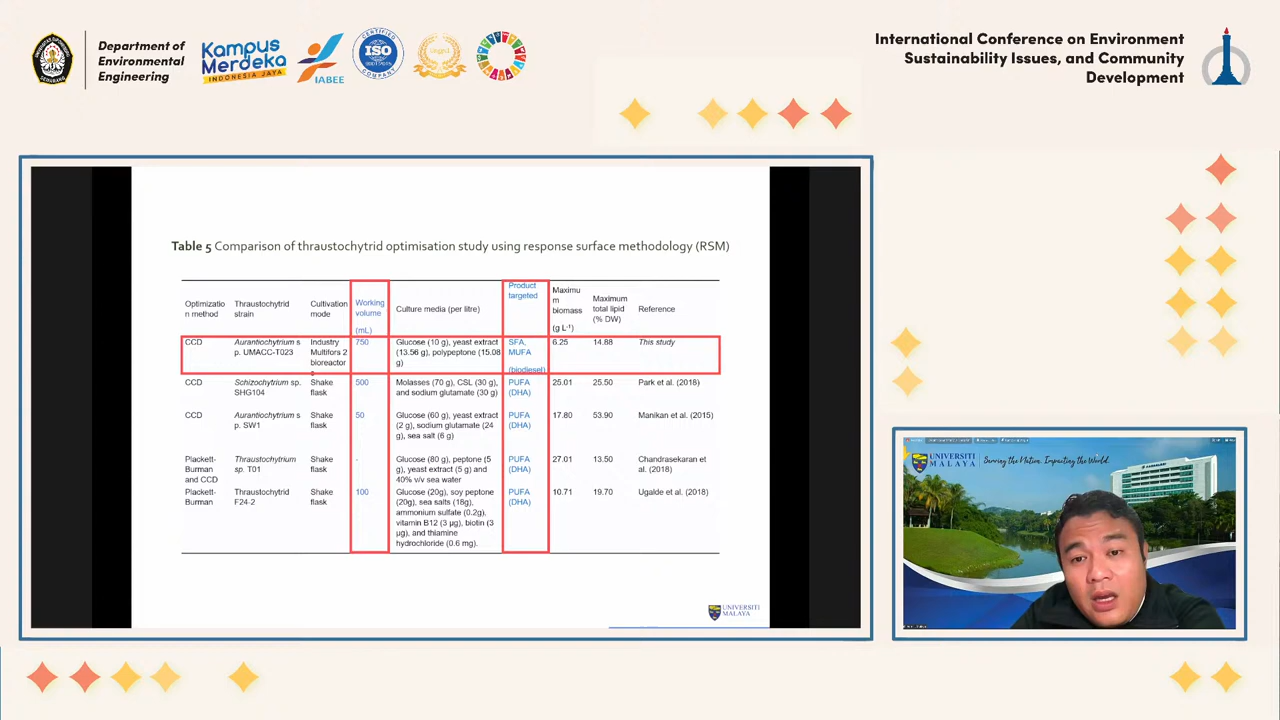 Department of
Environmental
Engineering
Kampus
Merdeka
INDONESIA JAYA
IABEE
CERTIFIED
ISO
9001:2015
COMPANY
International Conference on Environment
Sustainability Issues, and Community
Development
Table 5 Comparison of thraustochytrid optimisation study using response surface methodology (RSM)
Optimizatio
n method
Thraustochytrid
strain
Cultivation
mode
Working
volume
(mL)
Culture media (per litre)
Product
targeted
Maximu
m
biomass
(g L-1)
Maximum
total lipid
(% DW)
Reference
CCD
Aurantiochytrium s
p. UMACC-T023
Industry
Multifors 2
bioreactor
750
Glucose (10 g), yeast extract
(13.56 g), polypeptone (15.08
g)
SFA,
MUFA
(biodiesel)
6.25
14.88
This study
CCD
Schizochytrium sp.
SHG104
Shake
flask
500
Molasses (70 g), CSL (30 g),
and sodium glutamate (30 g)
PUFA
(DHA)
25.01
25.50
Park et al. (2018)
CCD
Aurantiochytrium s
p. SW1
Shake
flask
50
Glucose (60 g), yeast extract
(2 g), sodium glutamate (24
g), sea salt (6 g)
PUFA
(DHA)
17.80
53.90
Manikan et al. (2015)
Plackett-
Burman
and CCD
Thraustochytrium
sp. T01
Shake
flask
-
Glucose (80 g), peptone (5
g), yeast extract (5 g) and
40% v/v sea water
PUFA
(DHA)
27.01
13.50
Chandrasekaran et
al. (2018)
Plackett-
Burman
Thraustochytrid
F24-2
Shake
flask
100
Glucose (20g), soy peptone
(20g), sea salts (18g),
ammonium sulfate (0.2g),
vitamin B12 (3 μg), biotin (3
μg), and thiamine
hydrochloride (0.6 mg).
PUFA
(DHA)
10.71
19.70
Ugalde et al. (2018)
UNIVERSITI
MALAYA
UNIVERSITI
MALAYA
Bearing the Nation. Impacting the World.